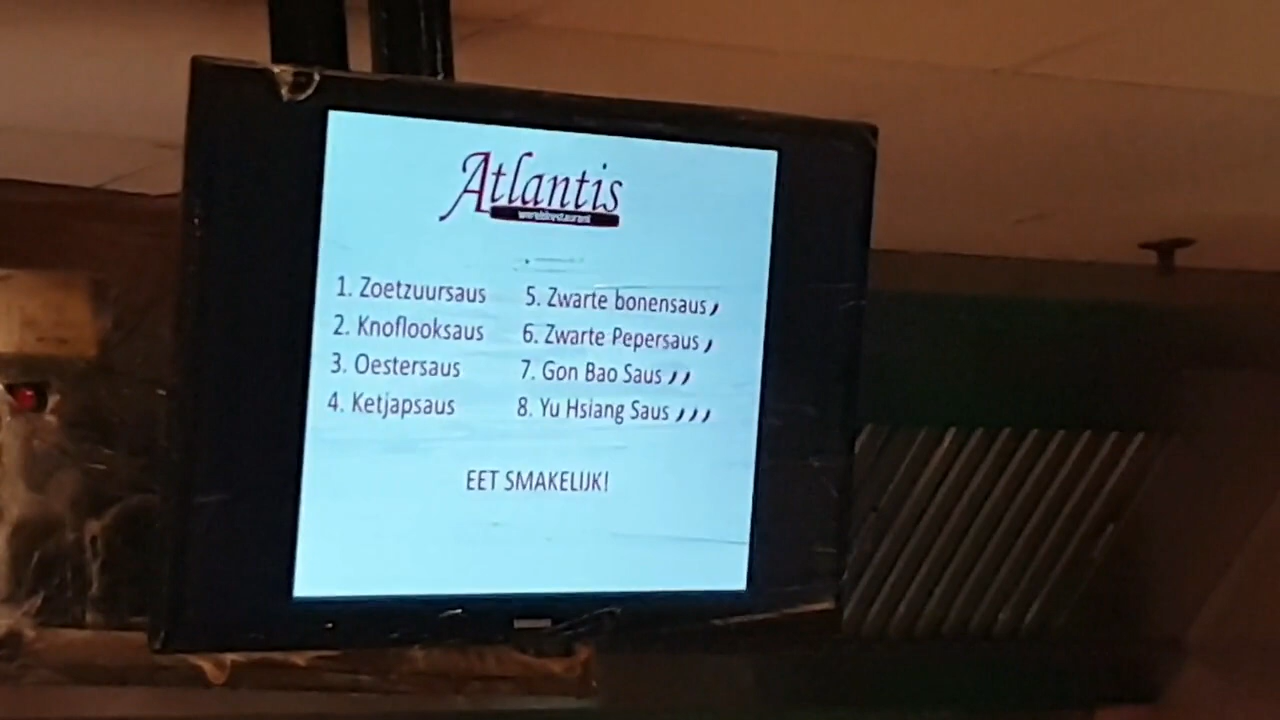 Atlantis
wereldrestaurant
1. Zoetzuursaus
2. Knoflooksaus
3. Oestersaus
4. Ketjapsaus
5. Zwarte bonensaus
6. Zwarte Pepersaus
7. Gon Bao Saus
8. Yu Hsiang Saus
EET SMAKELIJK!